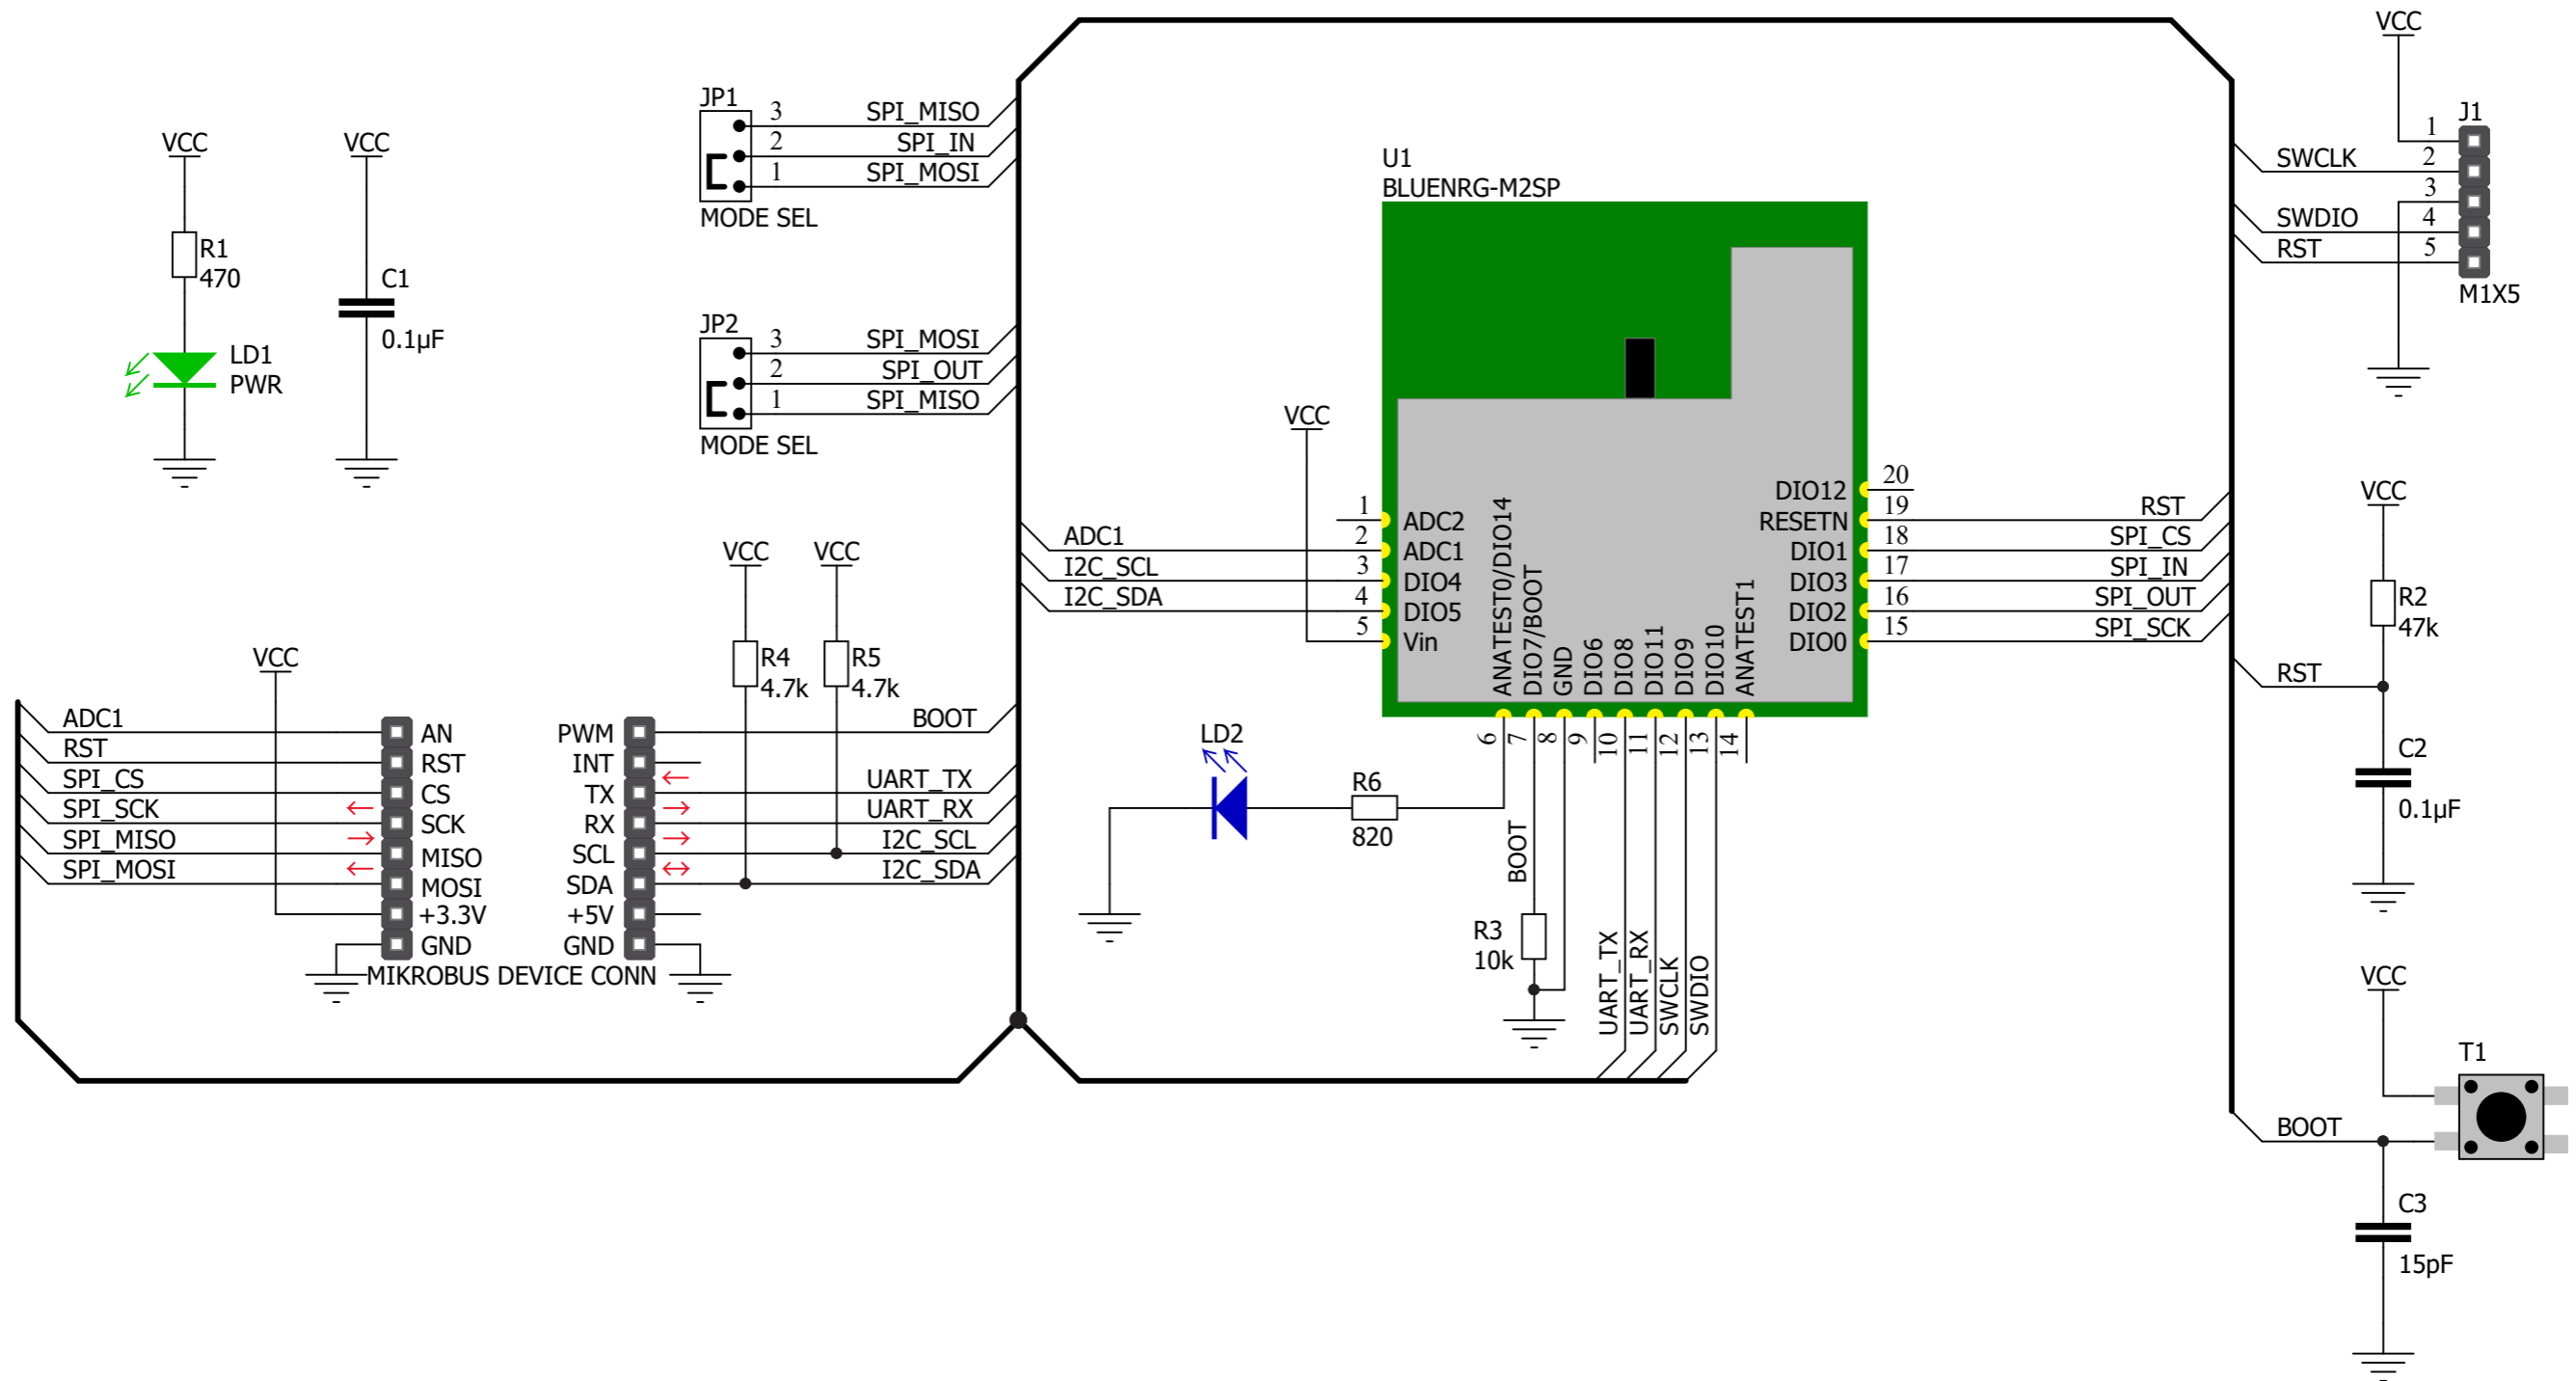 VCC
R1
470
LD1
PWR
VCC
C1
0.1µF
JP1
3 SPI_MISO
2 SPI_IN
1 SPI_MOSI
MODE SEL
JP2
3 SPI_MOSI
2 SPI_OUT
1 SPI_MISO
MODE SEL
VCC
R4
4.7k
VCC
R5
4.7k
VCC
ADC1 AN
RST RST
SPI_CS CS
SPI_SCK SCK
SPI_MISO MISO
SPI_MOSI MOSI
+3.3V
GND
PWM BOOT
INT
TX UART_TX
RX UART_RX
SCL I2C_SCL
SDA I2C_SDA
+5V
GND
MIKROBUS DEVICE CONN
U1
BLUENRG-M2SP
VCC
1 ADC2
ADC1 2 ADC1
I2C_SCL 3 DIO4
I2C_SDA 4 DIO5
5 Vin
DIO12 20
RESETN 19 RST
DIO1 18 SPI_CS
DIO3 17 SPI_IN
DIO2 16 SPI_OUT
DIO0 15 SPI_SCK
ANATEST0/DIO14 6
DIO7/BOOT 7
GND 8
DIO6 9
DIO8 10
DIO11 11
DIO9 12
DIO10 13
ANATEST1 14
LD2
R6
820
BOOT
R3
10k
UART_TX
UART_RX
SWCLK
SWDIO
VCC
J1
1
SWCLK 2
3
SWDIO 4
RST 5
M1X5
VCC
R2
47k
RST
C2
0.1µF
VCC
T1
BOOT
C3
15pF